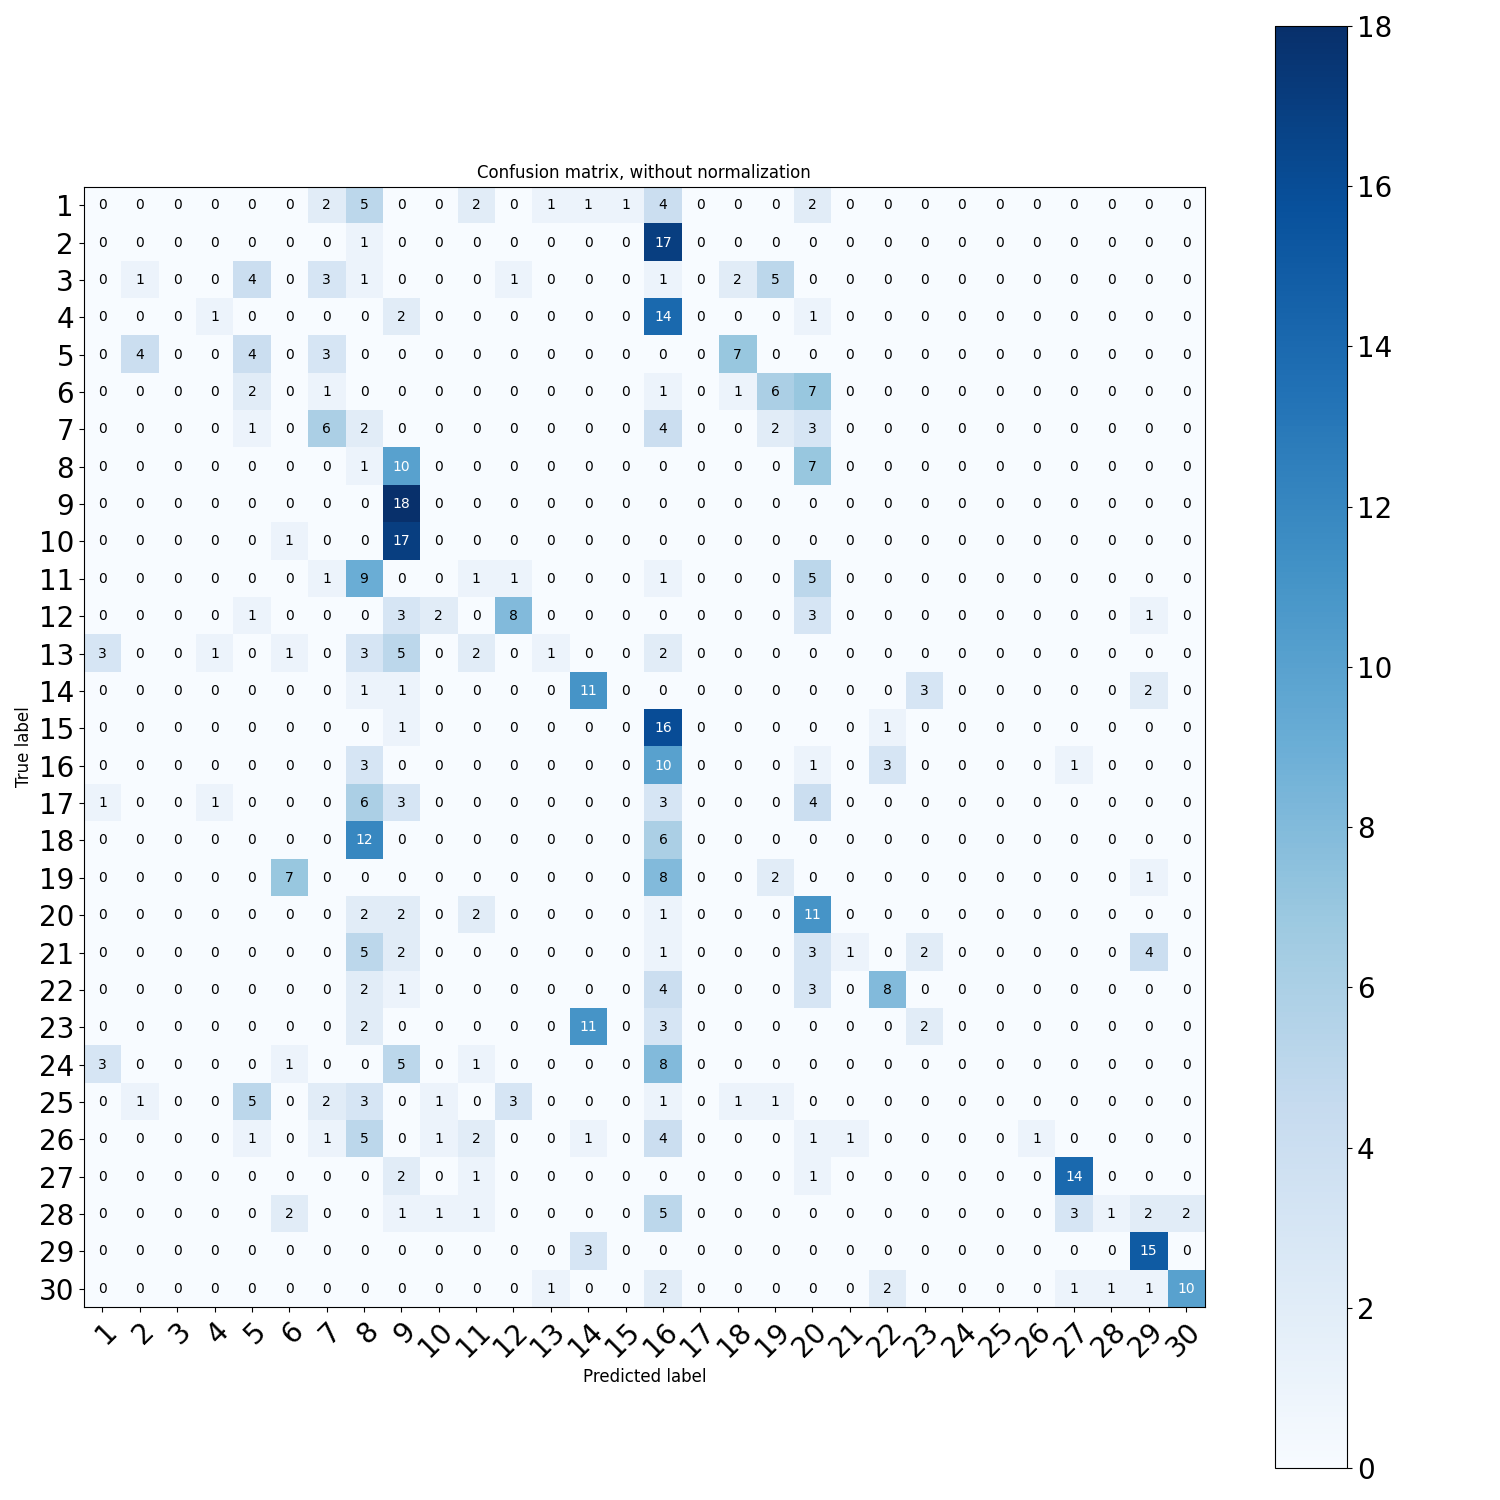 Confusion matrix, without normalization
1 0 0 0 0 0 0 2 5 0 0 2 0 1 1 1 4 0 0 0 2 0 0 0 0 0 0 0 0 0 0
2 0 0 0 0 0 0 0 1 0 0 0 0 0 0 0 17 0 0 0 0 0 0 0 0 0 0 0 0 0 0
3 0 1 0 0 4 0 3 1 0 0 0 1 0 0 0 1 0 2 5 0 0 0 0 0 0 0 0 0 0 0
4 0 0 0 1 0 0 0 0 2 0 0 0 0 0 0 14 0 0 0 1 0 0 0 0 0 0 0 0 0 0
5 0 4 0 0 4 0 3 0 0 0 0 0 0 0 0 0 0 7 0 0 0 0 0 0 0 0 0 0 0 0
6 0 0 0 0 2 0 1 0 0 0 0 0 0 0 0 1 0 1 6 7 0 0 0 0 0 0 0 0 0 0
7 0 0 0 0 1 0 6 2 0 0 0 0 0 0 0 4 0 0 2 3 0 0 0 0 0 0 0 0 0 0
8 0 0 0 0 0 0 0 1 10 0 0 0 0 0 0 0 0 0 0 7 0 0 0 0 0 0 0 0 0 0
9 0 0 0 0 0 0 0 0 18 0 0 0 0 0 0 0 0 0 0 0 0 0 0 0 0 0 0 0 0 0
10 0 0 0 0 0 1 0 0 17 0 0 0 0 0 0 0 0 0 0 0 0 0 0 0 0 0 0 0 0 0
11 0 0 0 0 0 0 1 9 0 0 1 1 0 0 0 1 0 0 0 5 0 0 0 0 0 0 0 0 0 0
12 0 0 0 0 1 0 0 0 3 2 0 8 0 0 0 0 0 0 0 3 0 0 0 0 0 0 0 0 1 0
13 3 0 0 1 0 1 0 3 5 0 2 0 1 0 0 2 0 0 0 0 0 0 0 0 0 0 0 0 0 0
14 0 0 0 0 0 0 0 1 1 0 0 0 0 11 0 0 0 0 0 0 0 0 3 0 0 0 0 0 2 0
15 0 0 0 0 0 0 0 0 1 0 0 0 0 0 0 16 0 0 0 0 0 1 0 0 0 0 0 0 0 0
16 0 0 0 0 0 0 0 3 0 0 0 0 0 0 0 10 0 0 0 1 0 3 0 0 0 0 1 0 0 0
17 1 0 0 1 0 0 0 6 3 0 0 0 0 0 0 3 0 0 0 4 0 0 0 0 0 0 0 0 0 0
18 0 0 0 0 0 0 0 12 0 0 0 0 0 0 0 6 0 0 0 0 0 0 0 0 0 0 0 0 0 0
19 0 0 0 0 0 7 0 0 0 0 0 0 0 0 0 8 0 0 2 0 0 0 0 0 0 0 0 0 1 0
20 0 0 0 0 0 0 0 2 2 0 2 0 0 0 0 1 0 0 0 11 0 0 0 0 0 0 0 0 0 0
21 0 0 0 0 0 0 0 5 2 0 0 0 0 0 0 1 0 0 0 3 1 0 2 0 0 0 0 0 4 0
22 0 0 0 0 0 0 0 2 1 0 0 0 0 0 0 4 0 0 0 3 0 8 0 0 0 0 0 0 0 0
23 0 0 0 0 0 0 0 2 0 0 0 0 0 11 0 3 0 0 0 0 0 0 2 0 0 0 0 0 0 0
24 3 0 0 0 0 1 0 0 5 0 1 0 0 0 0 8 0 0 0 0 0 0 0 0 0 0 0 0 0 0
25 0 1 0 0 5 0 2 3 0 1 0 3 0 0 0 1 0 1 1 0 0 0 0 0 0 0 0 0 0 0
26 0 0 0 0 1 0 1 5 0 1 2 0 0 1 0 4 0 0 0 1 1 0 0 0 0 1 0 0 0 0
27 0 0 0 0 0 0 0 0 2 0 1 0 0 0 0 0 0 0 0 1 0 0 0 0 0 0 14 0 0 0
28 0 0 0 0 0 2 0 0 1 1 1 0 0 0 0 5 0 0 0 0 0 0 0 0 0 0 3 1 2 2
29 0 0 0 0 0 0 0 0 0 0 0 0 0 3 0 0 0 0 0 0 0 0 0 0 0 0 0 0 15 0
30 0 0 0 0 0 0 0 0 0 0 0 0 1 0 0 2 0 0 0 0 0 2 0 0 0 0 1 1 1 10
1 2 3 4 5 6 7 8 9 10 11 12 13 14 15 16 17 18 19 20 21 22 23 24 25 26 27 28 29 30
Predicted label
True label
18
16
14
12
10
8
6
4
2
0